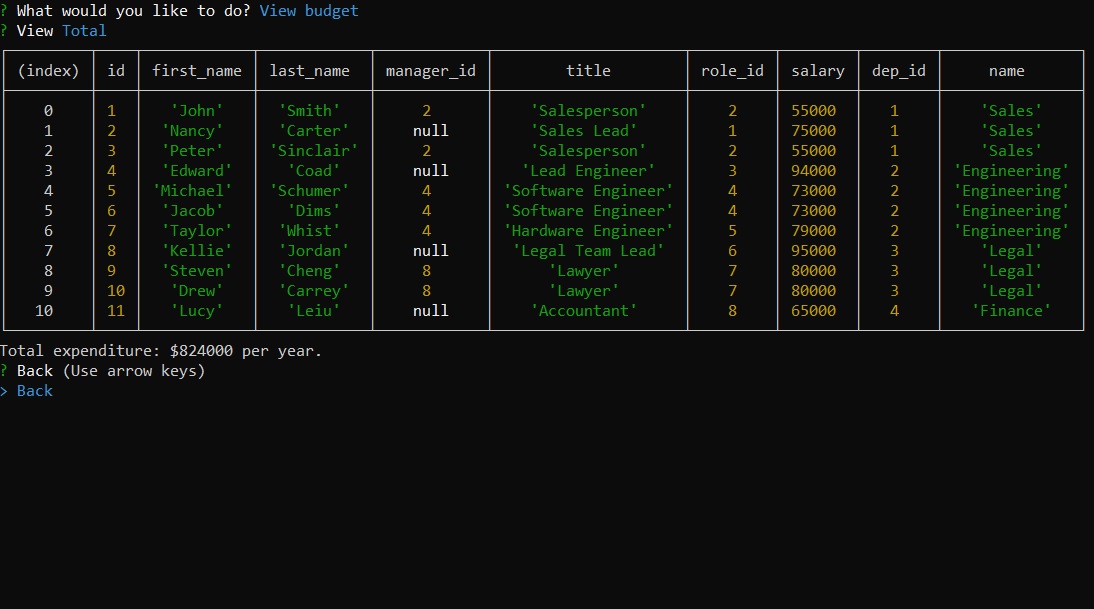 ? What would you like to do? View budget
? View Total
(index) id first_name last_name manager_id title role_id salary dep_id name
0 1 'John' 'Smith' 2 'Salesperson' 2 55000 1 'Sales'
1 2 'Nancy' 'Carter' null 'Sales Lead' 1 75000 1 'Sales'
2 3 'Peter' 'Sinclair' 2 'Salesperson' 2 55000 1 'Sales'
3 4 'Edward' 'Coad' null 'Lead Engineer' 3 94000 2 'Engineering'
4 5 'Michael' 'Schumer' 4 'Software Engineer' 4 73000 2 'Engineering'
5 6 'Jacob' 'Dims' 4 'Software Engineer' 4 73000 2 'Engineering'
6 7 'Taylor' 'Whist' 4 'Hardware Engineer' 5 79000 2 'Engineering'
7 8 'Kellie' 'Jordan' null 'Legal Team Lead' 6 95000 3 'Legal'
8 9 'Steven' 'Cheng' 8 'Lawyer' 7 80000 3 'Legal'
9 10 'Drew' 'Carrey' 8 'Lawyer' 7 80000 3 'Legal'
10 11 'Lucy' 'Leiu' null 'Accountant' 8 65000 4 'Finance'
Total expenditure: $824000 per year.
? Back (Use arrow keys)
> Back